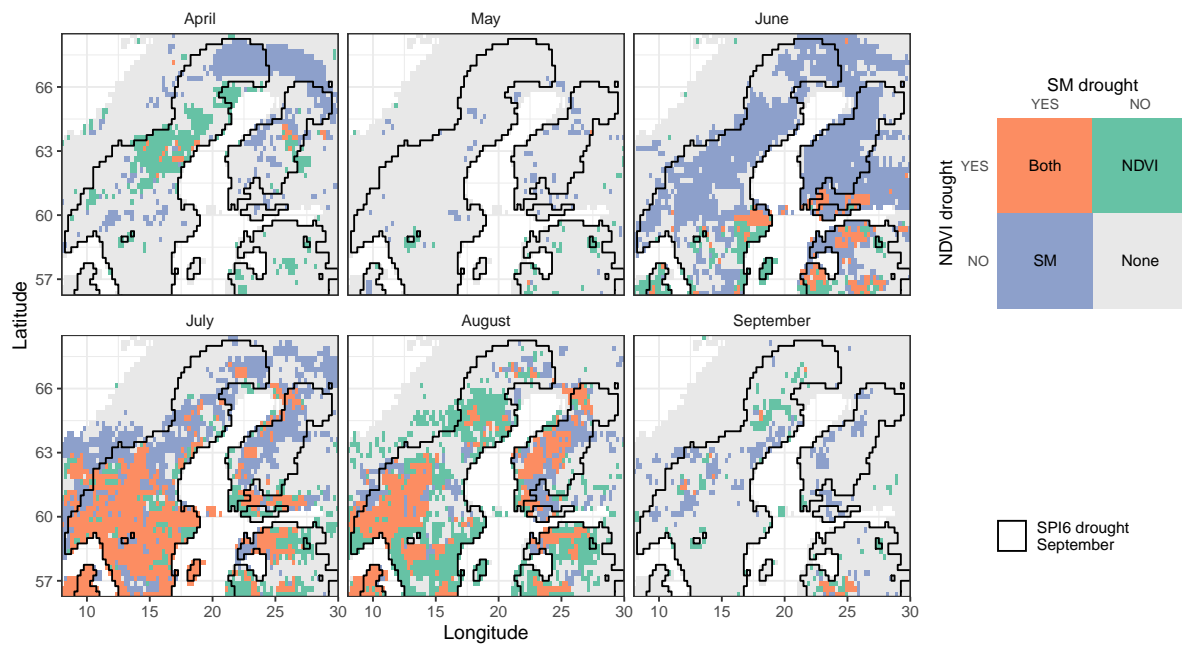 April
May
June
66
63
60
57
Latitude
July
August
September
66
63
60
57
10
15
20
25
30
10
15
20
25
30
10
15
20
25
30
Longitude
SM drought
YES
NO
NDVI drought
YES
NO
Both
NDVI
SM
None
SPI6 drought
September